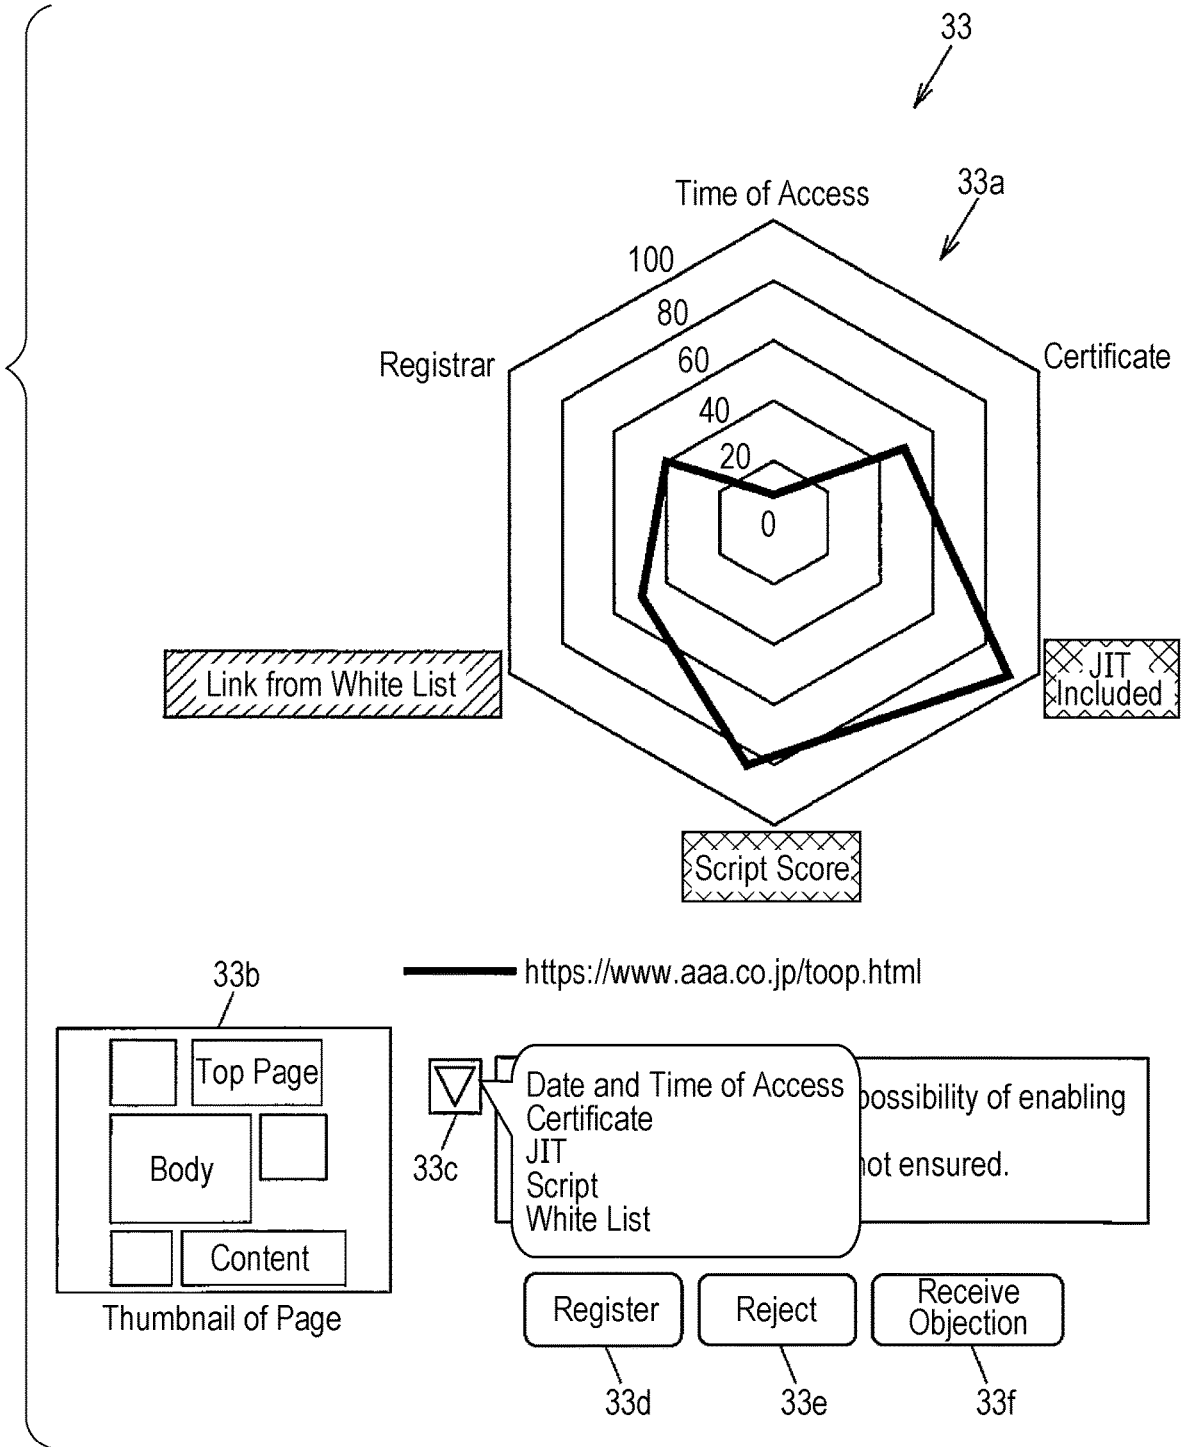 33
33a
Time of Access
100
80
60
40
20
0
Registrar
Certificate
Link from White List
JIT
Included
Script Score
https://www.aaa.co.jp/toop.html
33b
Top Page
Body
Content
Thumbnail of Page
33c
Date and Time of Access
Certificate
JIT
Script
White List
possibility of enabling
not ensured.
Register
Reject
Receive
Objection
33d
33e
33f